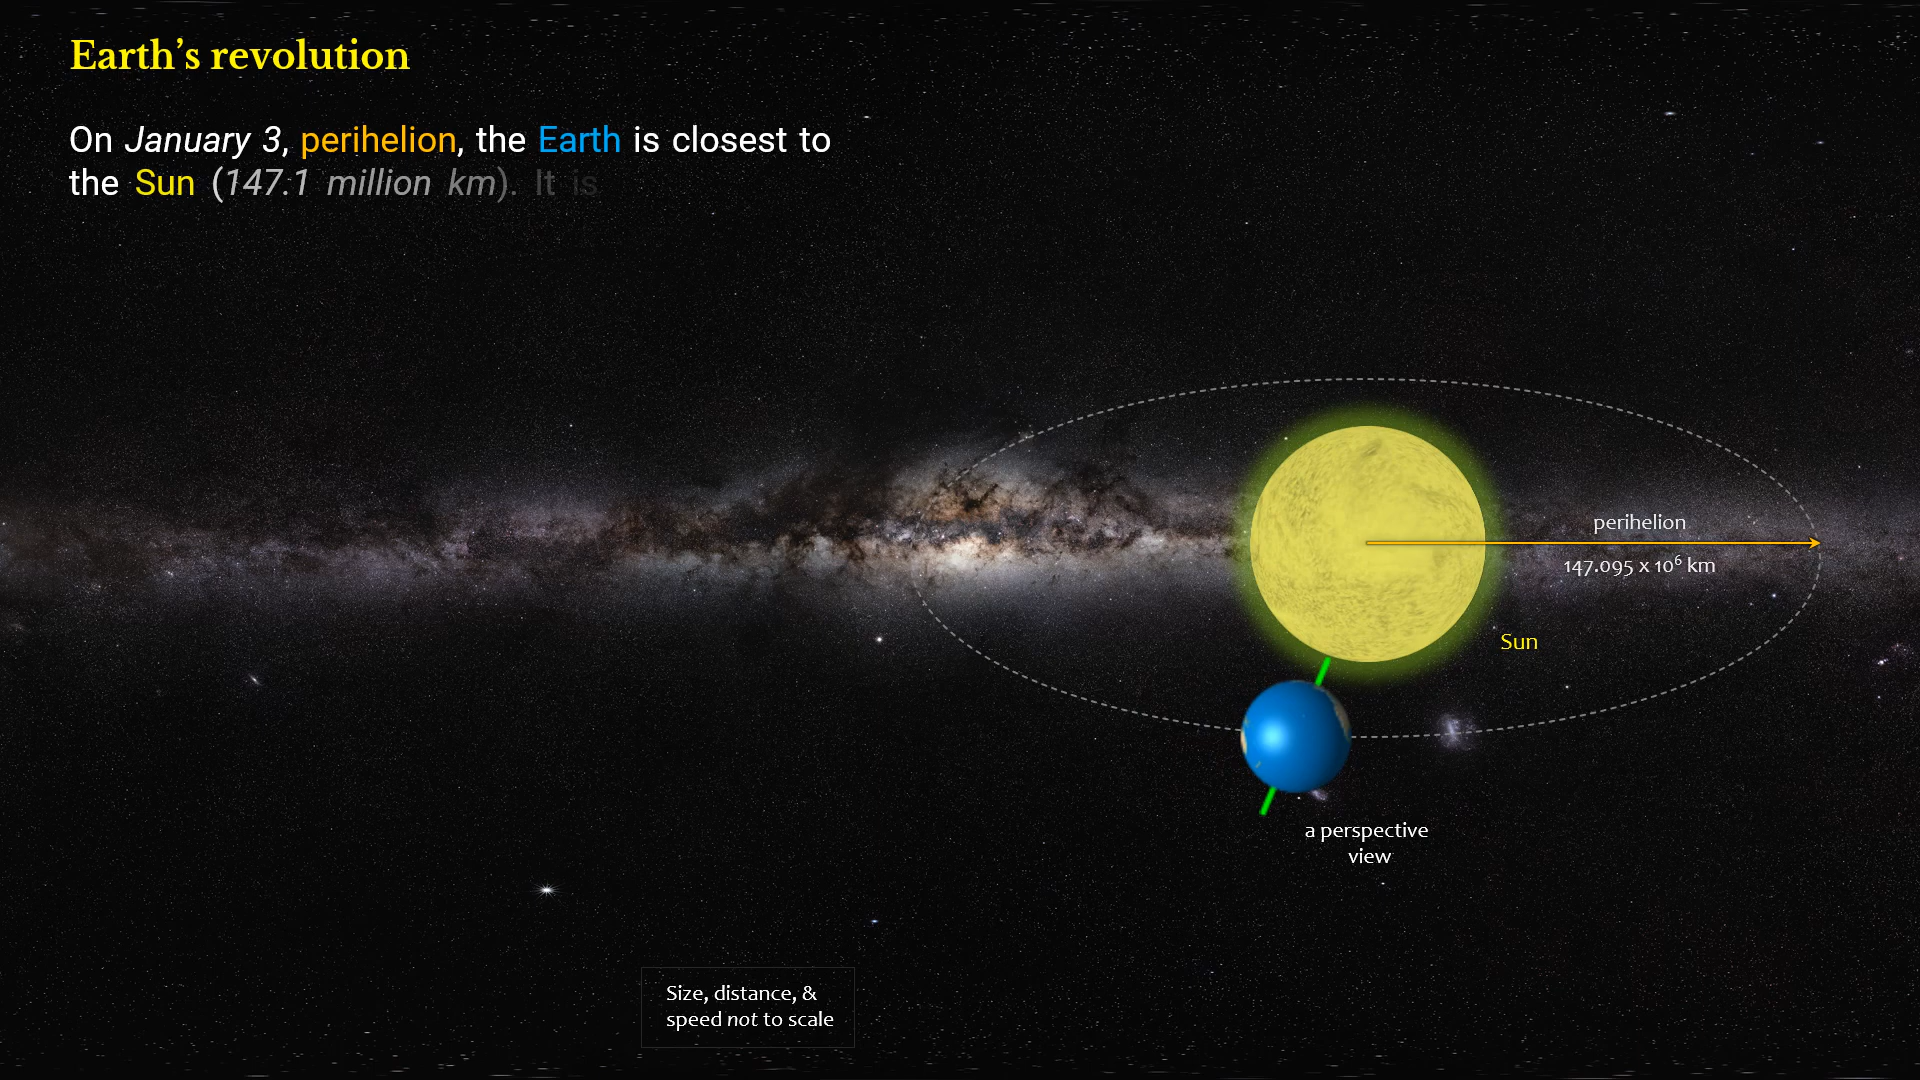 Earth’s revolution
On January 3, perihelion, the Earth is closest to
the Sun (147.1 million km). It is
perihelion
147.095 x 10⁶ km
Sun
a perspective
view
Size, distance, &
speed not to scale